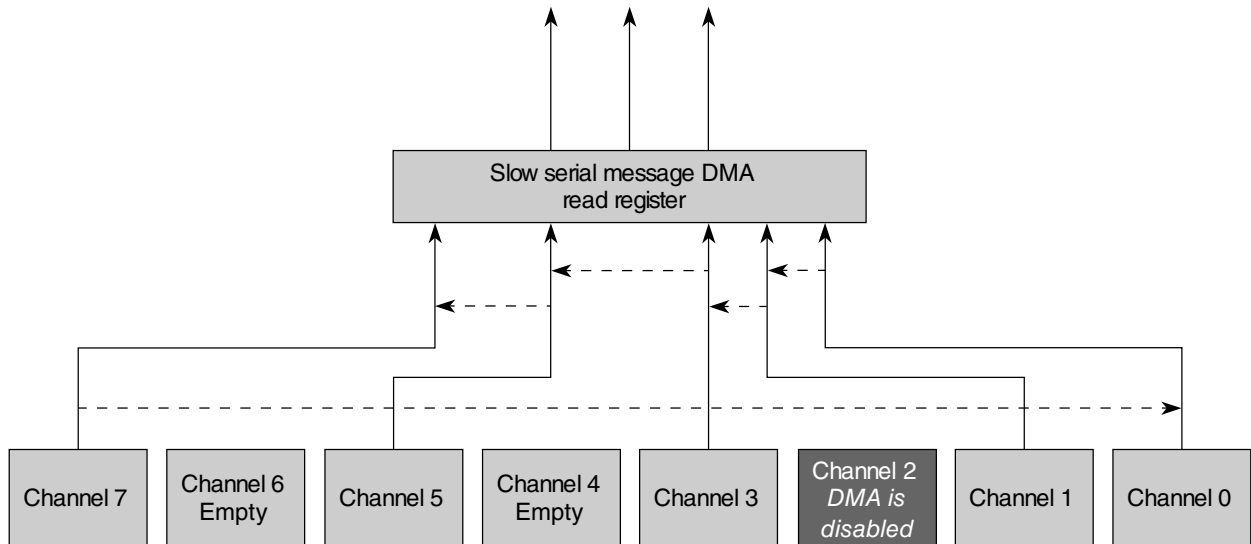 Slow serial message DMA
read register
Channel 7
Channel 6
Empty
Channel 5
Channel 4
Empty
Channel 3
Channel 2
DMA is
disabled
Channel 1
Channel 0